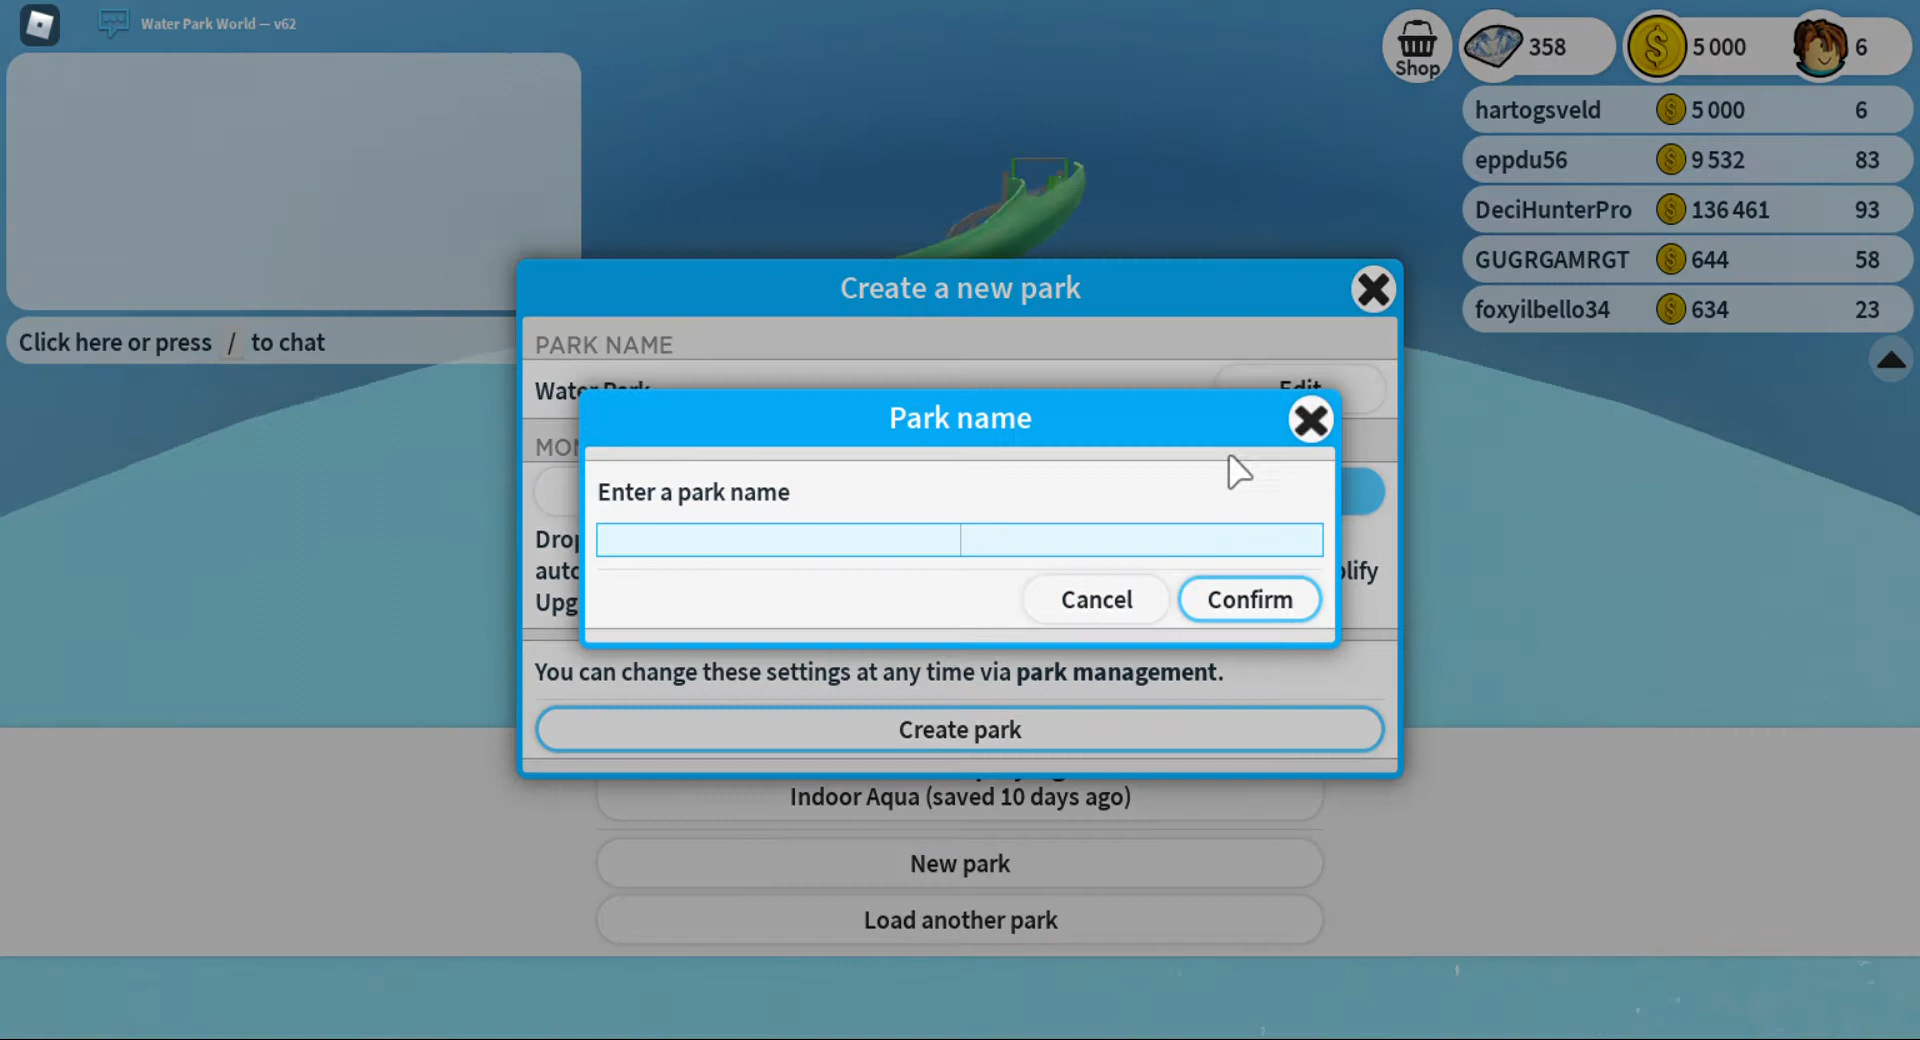 Water Park World — v62
Shop
358
5 000
6
hartogsveld 5 000 6
eppdu56 9 532 83
DeciHunterPro 136 461 93
GUGRGAMRGT 644 58
foxyilbello34 634 23
Click here or press / to chat
Create a new park
PARK NAME
Water Park Edit
Park name
Enter a park name
Cancel
Confirm
You can change these settings at any time via park management.
Create park
Indoor Aqua (saved 10 days ago)
New park
Load another park